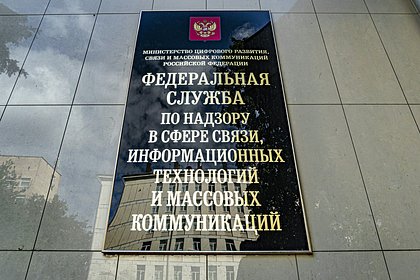 МИНИСТЕРСТВО ЦИФРОВОГО РАЗВИТИЯ,
СВЯЗИ И МАССОВЫХ КОММУНИКАЦИЙ
РОССИЙСКОЙ ФЕДЕРАЦИИ
ФЕДЕРАЛЬНАЯ
СЛУЖБА
ПО НАДЗОРУ
В СФЕРЕ СВЯЗИ,
ИНФОРМАЦИОННЫХ
ТЕХНОЛОГИЙ
И МАССОВЫХ
КОММУНИКАЦИЙ